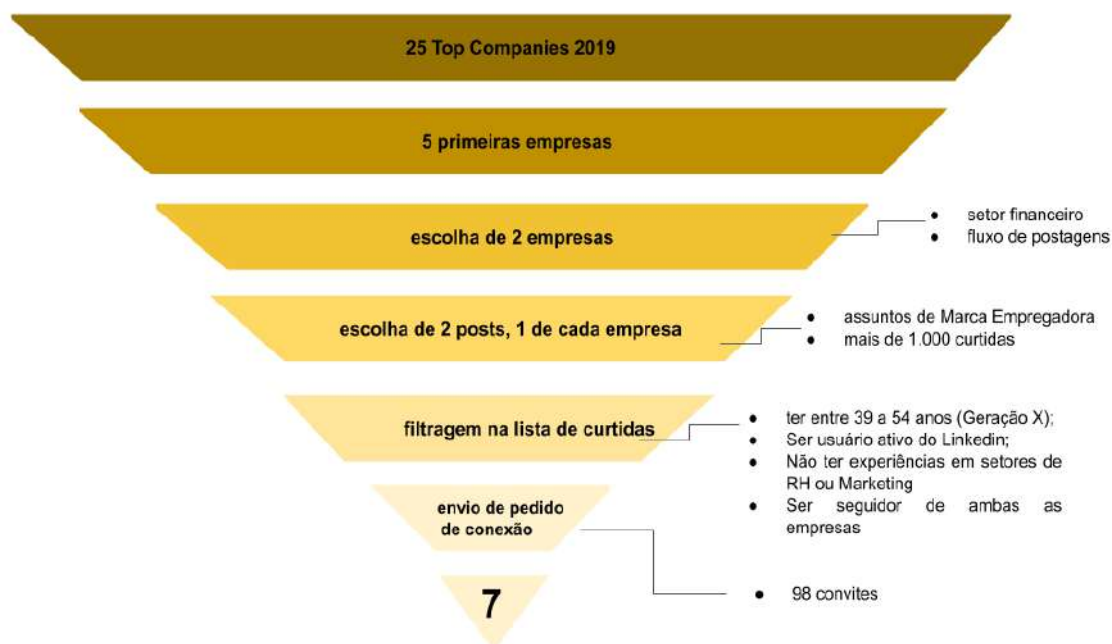 25 Top Companies 2019
5 primeiras empresas
escolha de 2 empresas
• setor financeiro
• fluxo de postagens
escolha de 2 posts, 1 de cada empresa
• assuntos de Marca Empregadora
• mais de 1.000 curtidas
filtragem na lista de curtidas
• ter entre 39 a 54 anos (Geração X);
• Ser usuário ativo do Linkedin;
• Não ter experiências em setores de
RH ou Marketing
• Ser seguidor de ambas as
empresas
envio de pedido
de conexão
• 98 convites
7